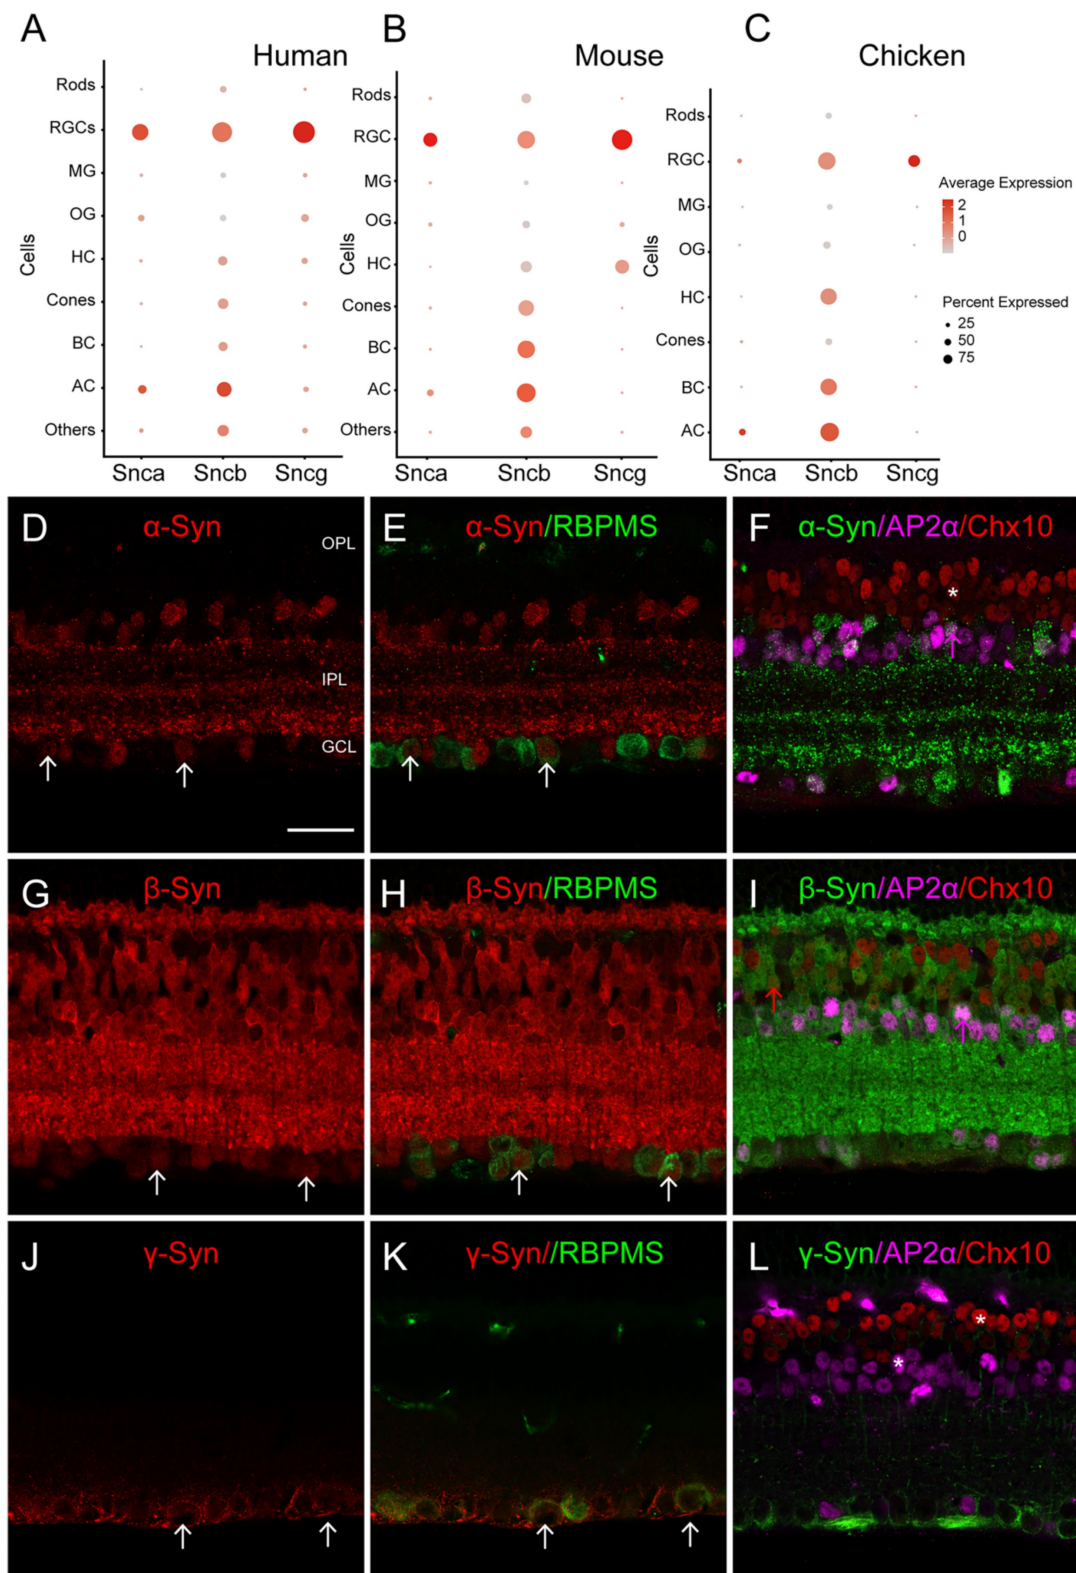 A
Human
Rods
RGCs
MG
OG
HC
Cones
BC
AC
Others
Cells
Snca Sncb Sncg
B
Mouse
Rods
RGC
MG
OG
HC
Cones
BC
AC
Others
Cells
Snca Sncb Sncg
C
Chicken
Rods
RGC
MG
OG
HC
Cones
BC
AC
Cells
Snca Sncb Sncg
Average Expression
2
1
0
Percent Expressed
25
50
75
D
α-Syn
OPL
IPL
GCL
E
α-Syn/RBPMS
F
α-Syn/AP2α/Chx10
*
G
β-Syn
H
β-Syn/RBPMS
I
β-Syn/AP2α/Chx10
J
γ-Syn
K
γ-Syn//RBPMS
L
γ-Syn/AP2α/Chx10
*
*